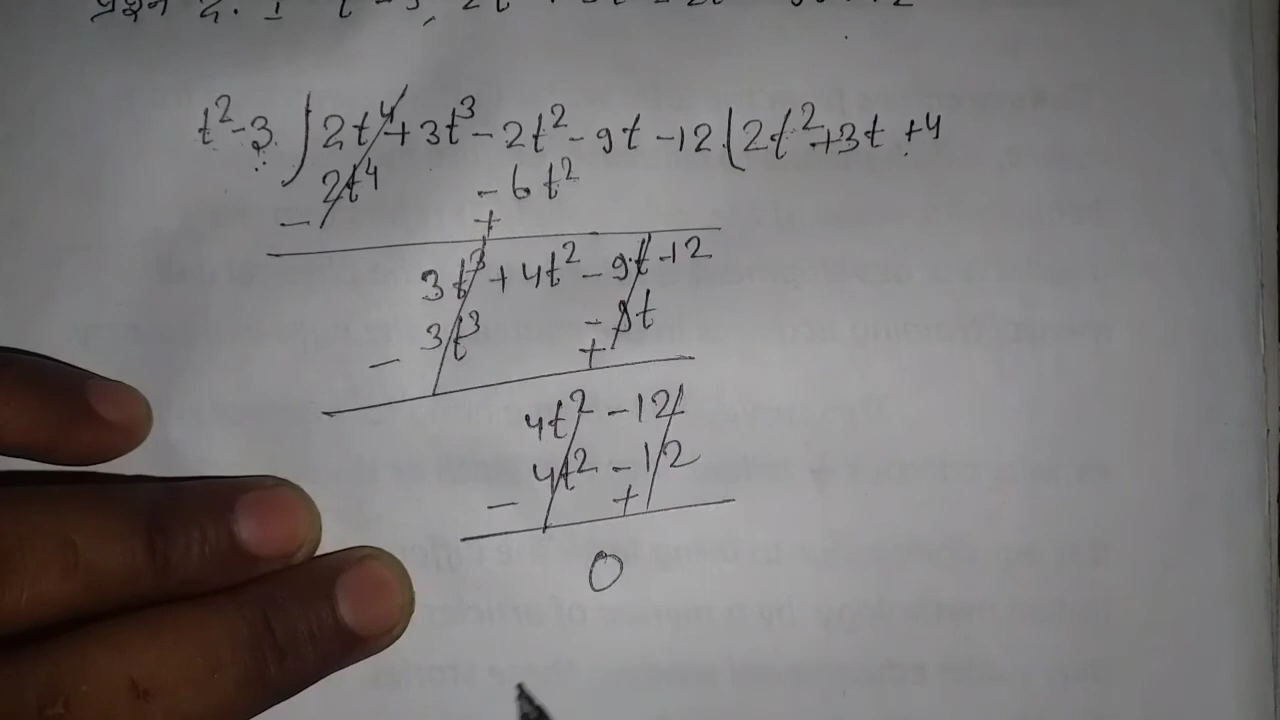 t²-3 ) 2t⁴+3t³-2t²-9t-12 ( 2t²+3t+4
2t⁴ -6t²
- +
3t³+4t²-9t-12
3t³ -9t
- +
4t²-12
4t²-12
- +
0